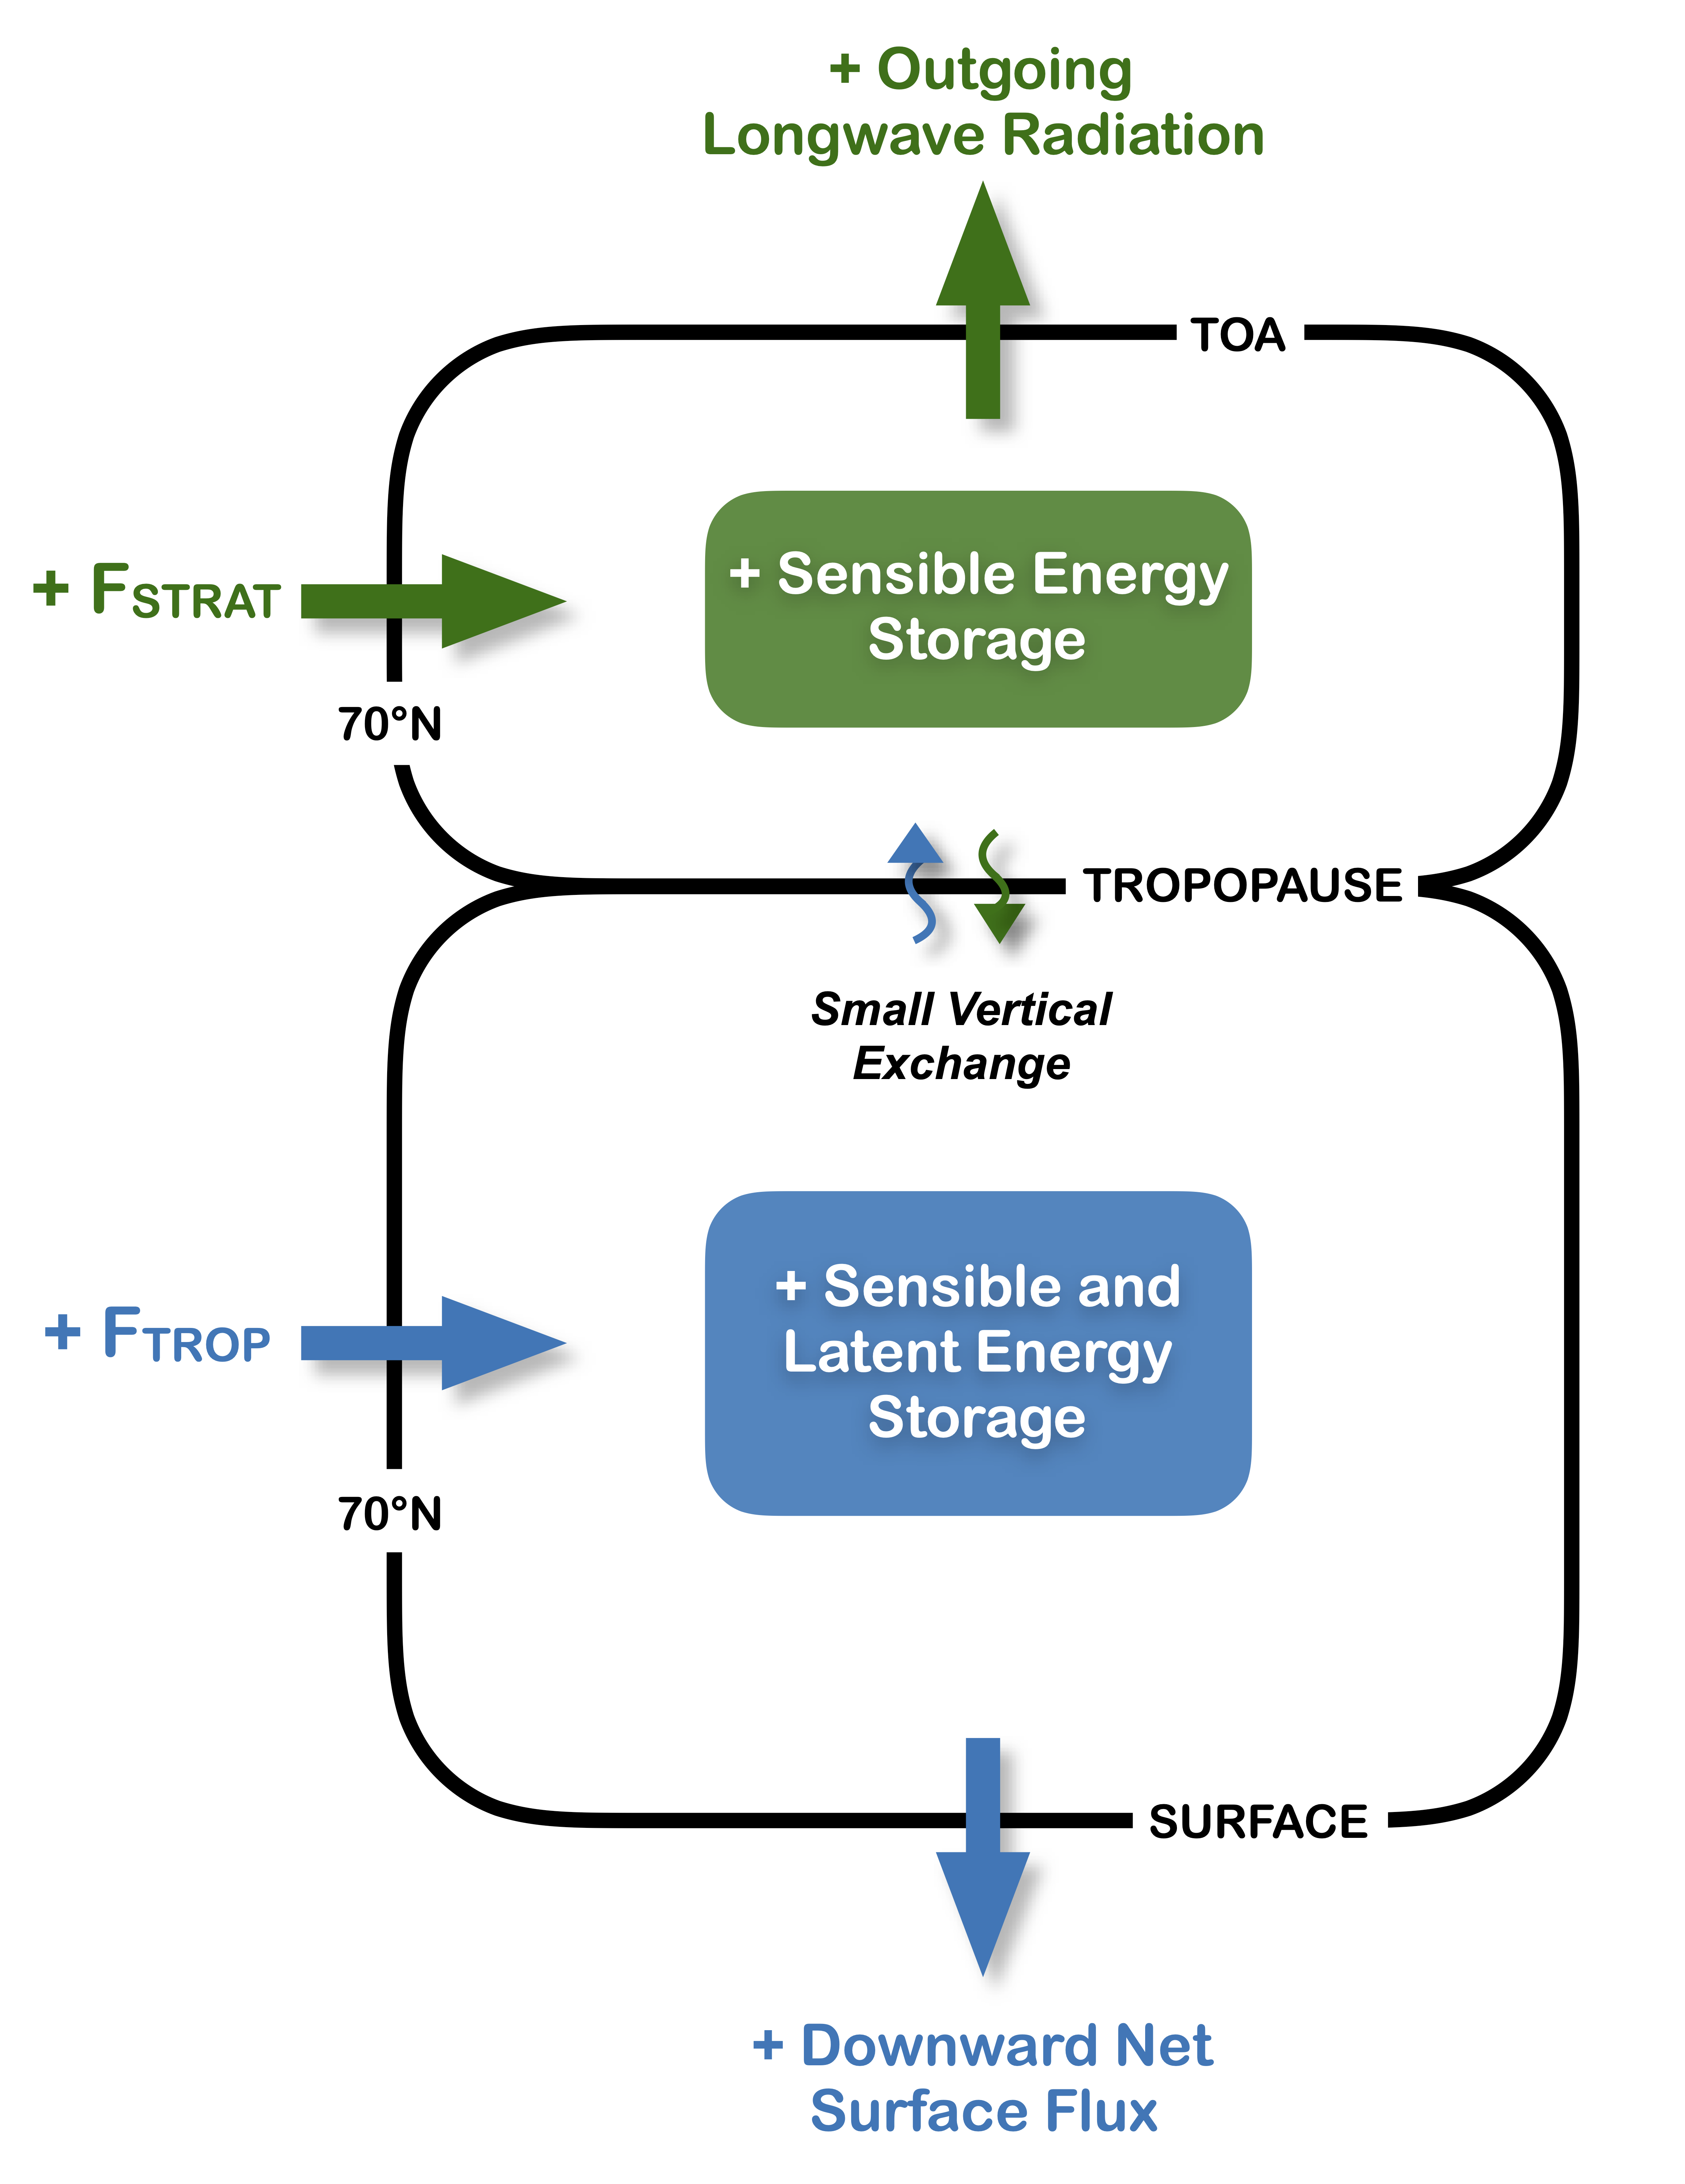 + Outgoing
Longwave Radiation
TOA
+ Sensible Energy
Storage
+ FSTRAT
70°N
TROPOPAUSE
Small Vertical
Exchange
+ Sensible and
Latent Energy
Storage
+ FTROP
70°N
SURFACE
+ Downward Net
Surface Flux